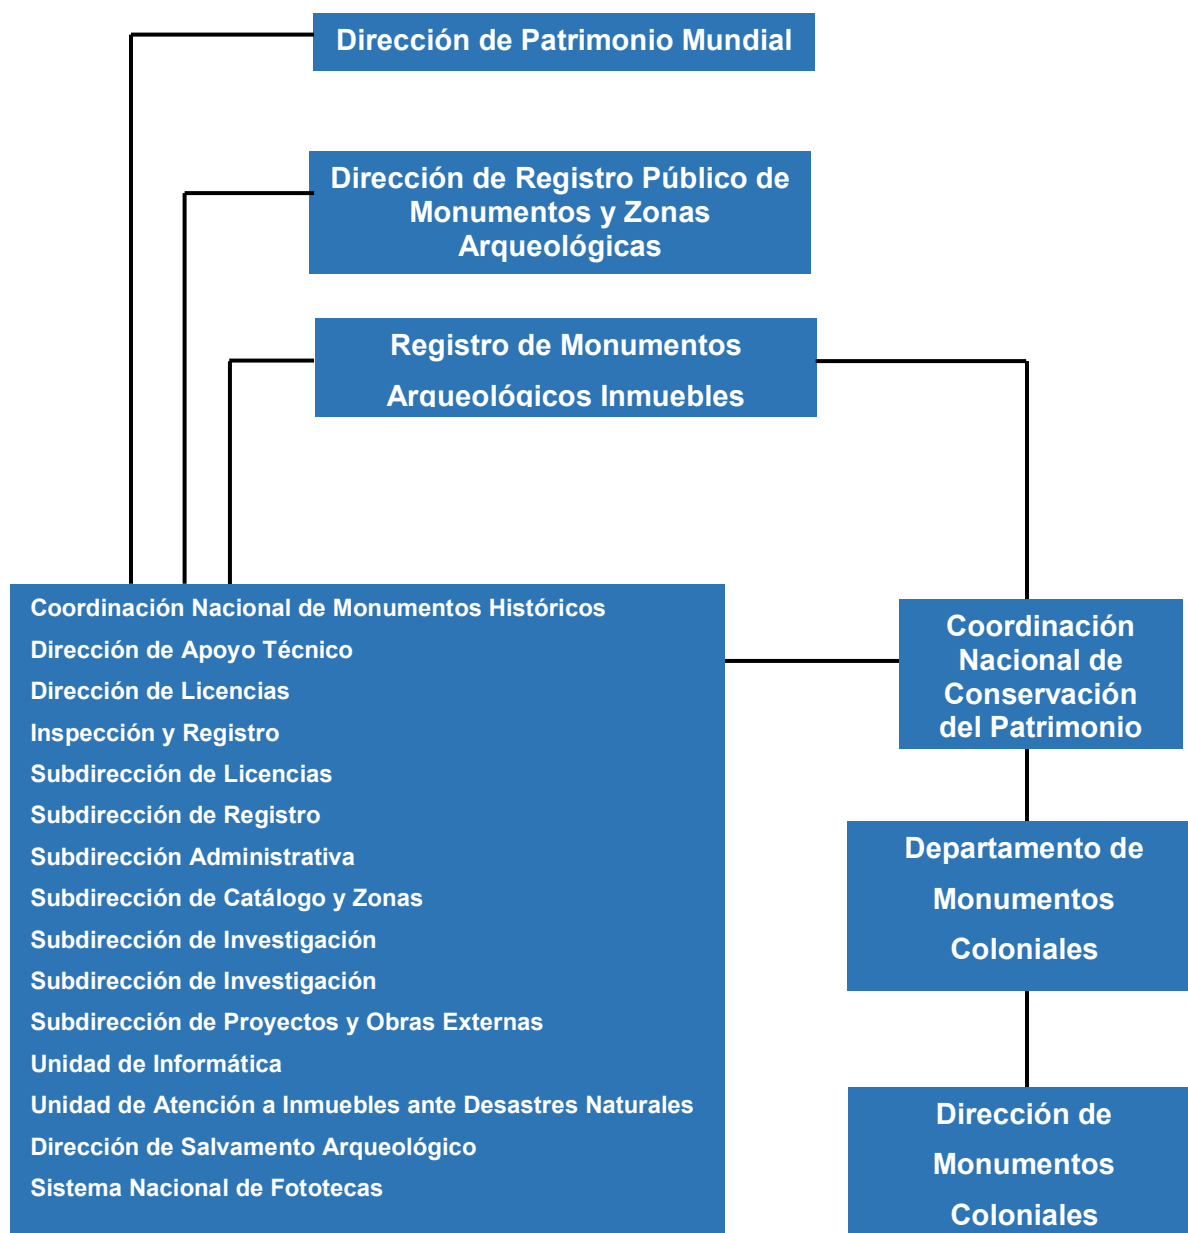 Dirección de Patrimonio Mundial
Dirección de Registro Público de
Monumentos y Zonas
Arqueológicas
Registro de Monumentos
Arqueológicos Inmuebles
Coordinación Nacional de Monumentos Históricos
Dirección de Apoyo Técnico
Dirección de Licencias
Inspección y Registro
Subdirección de Licencias
Subdirección de Registro
Subdirección Administrativa
Subdirección de Catálogo y Zonas
Subdirección de Investigación
Subdirección de Investigación
Subdirección de Proyectos y Obras Externas
Unidad de Informática
Unidad de Atención a Inmuebles ante Desastres Naturales
Dirección de Salvamento Arqueológico
Sistema Nacional de Fototecas
Coordinación
Nacional de
Conservación
del Patrimonio
Departamento de
Monumentos
Coloniales
Dirección de
Monumentos
Coloniales